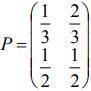 P = ( 1/3 2/3
1/2 1/2 )